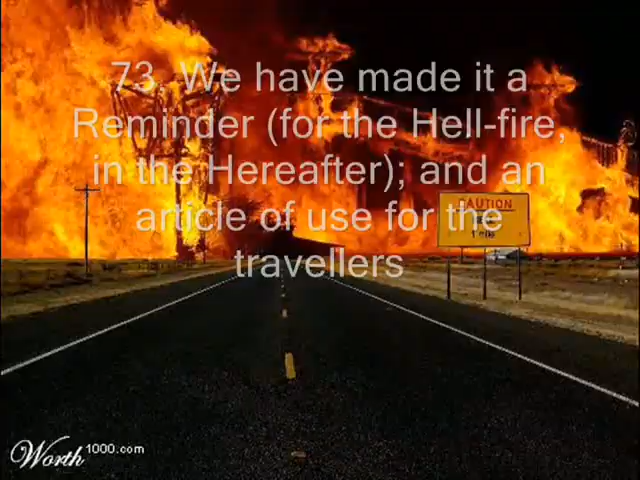 73. We have made it a
Reminder (for the Hell-fire,
in the Hereafter); and an
article of use for the
travellers
CAUTION
Worth1000.com